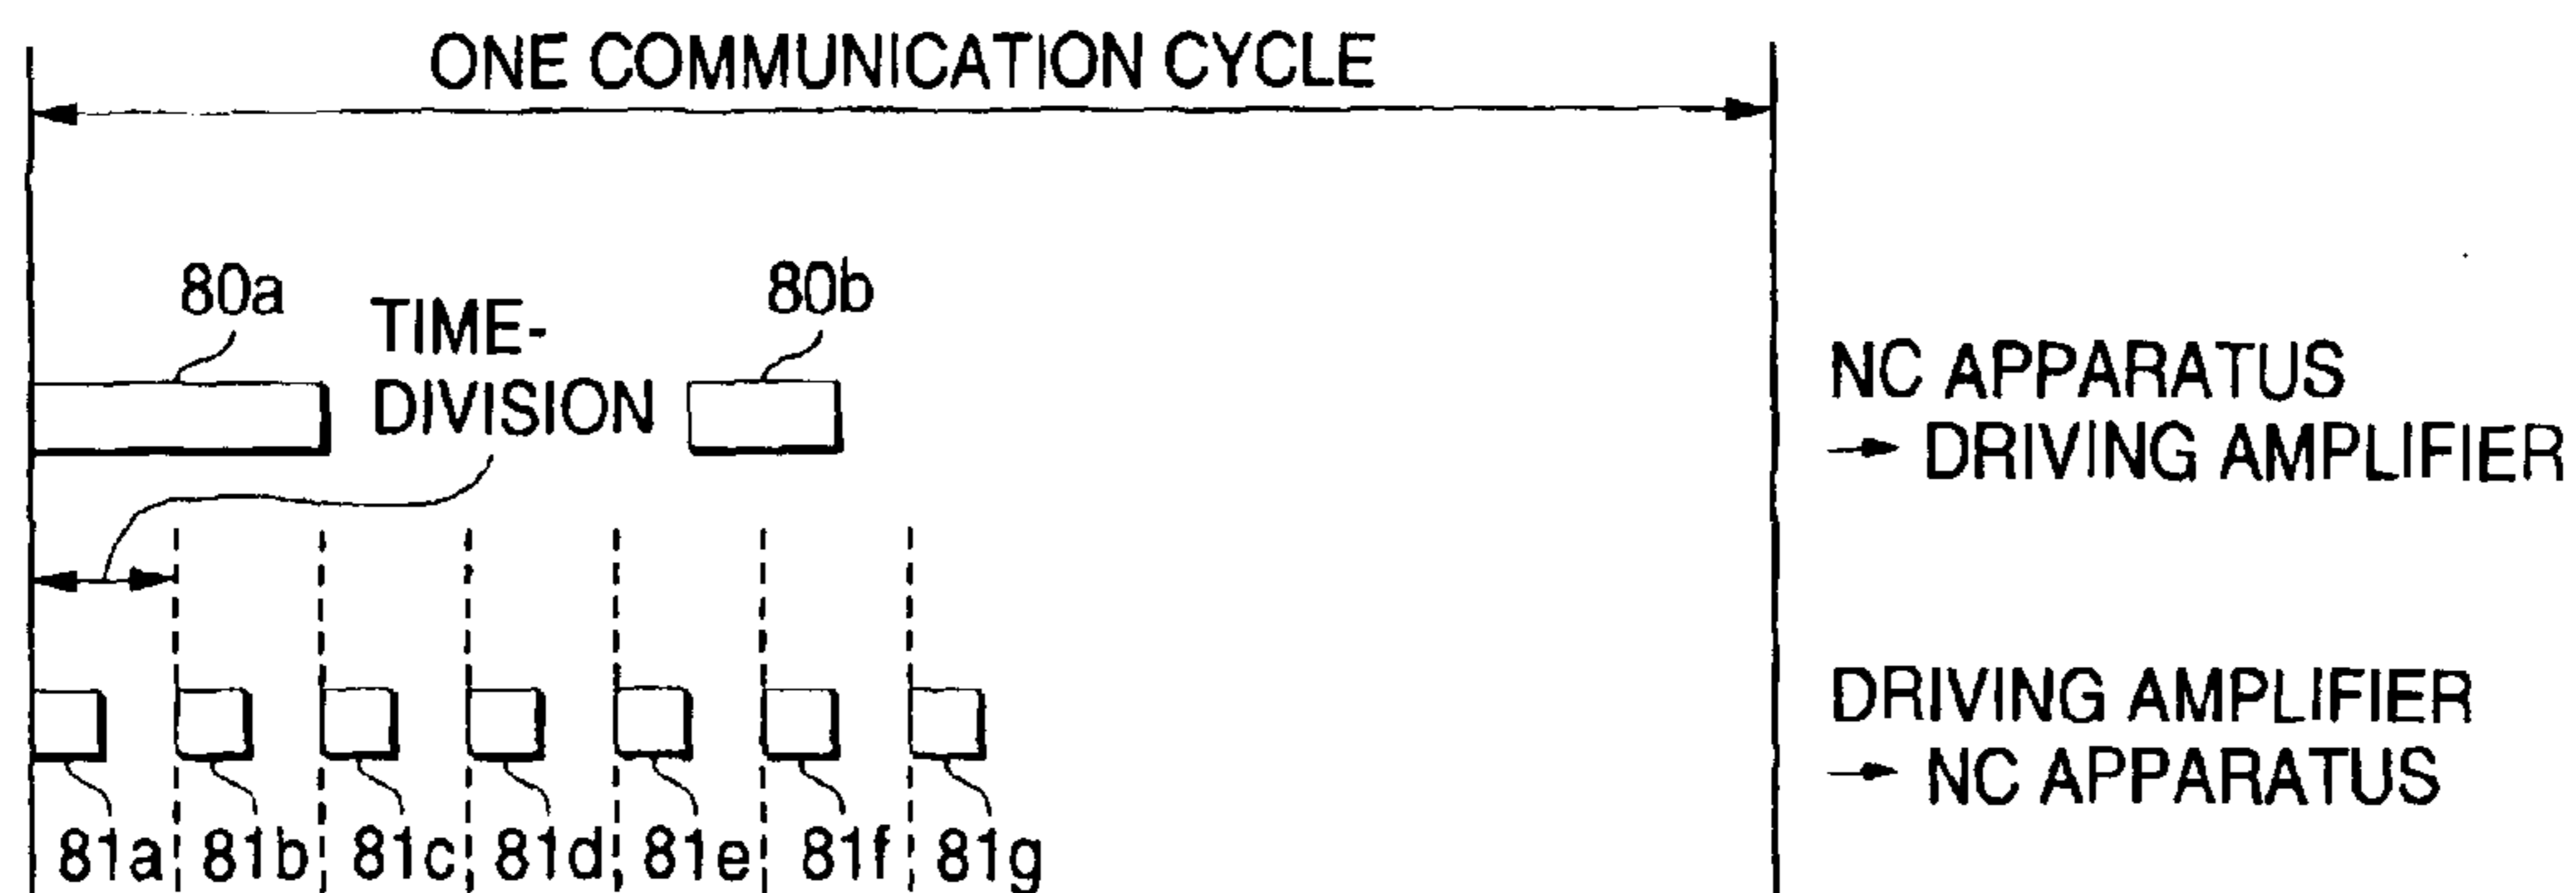 ONE COMMUNICATION CYCLE
80a
TIME-
DIVISION
80b
NC APPARATUS
→ DRIVING AMPLIFIER
DRIVING AMPLIFIER
→ NC APPARATUS
81a 81b 81c 81d 81e 81f 81g